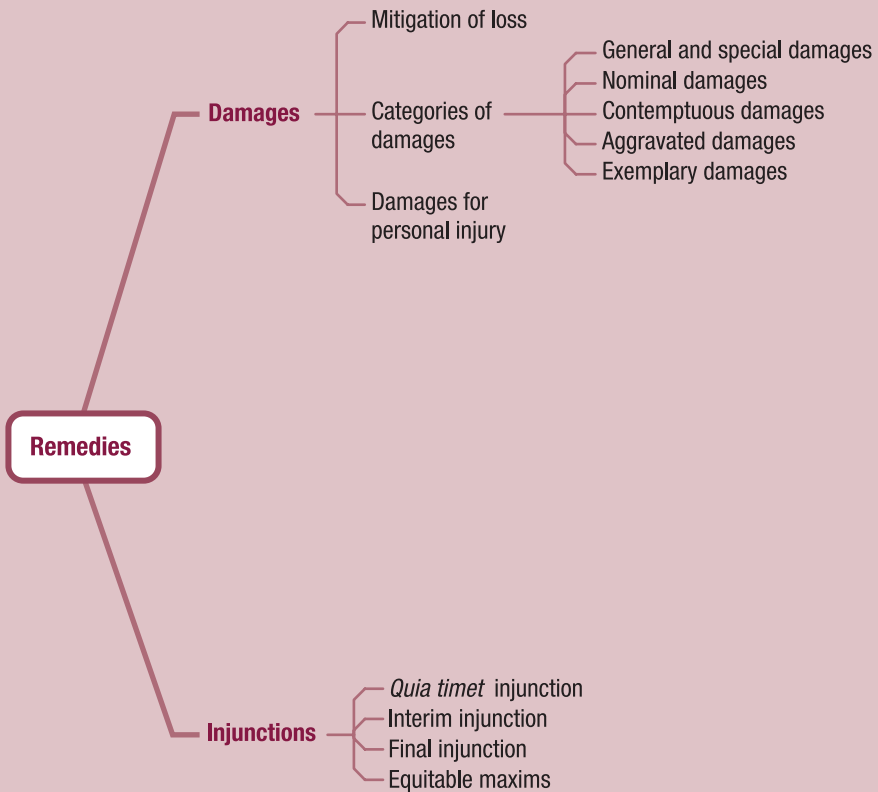 Mitigation of loss
General and special damages
Nominal damages
Damages
Categories of
damages
Contemptuous damages
Aggravated damages
Exemplary damages
Damages for
personal injury
Remedies
Quia timet injunction
Interim injunction
Injunctions
Final injunction
Equitable maxims